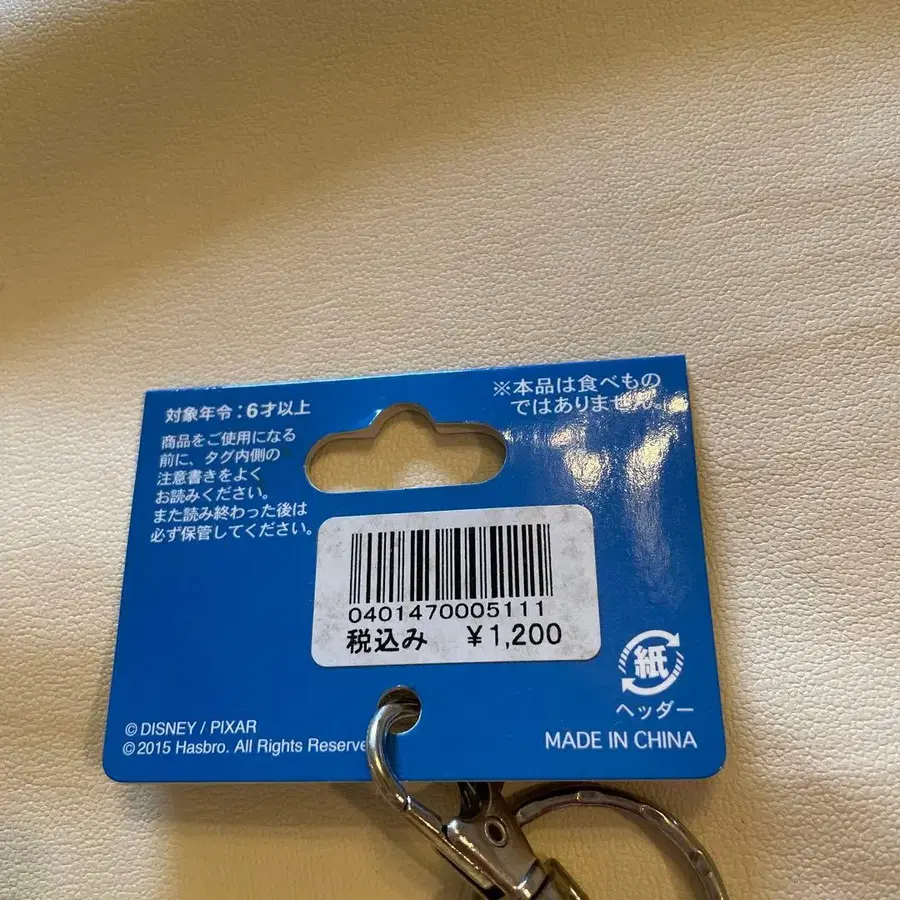 対象年令：6才以上
商品をご使用になる
前に、タグ内側の
注意書きをよく
お読みください。
また読み終わった後は
必ず保管してください。
※本品は食べもの
ではありません。
0401470005111
税込み ¥1,200
紙
ヘッダー
© DISNEY / PIXAR
© 2015 Hasbro. All Rights Reserve
MADE IN CHINA